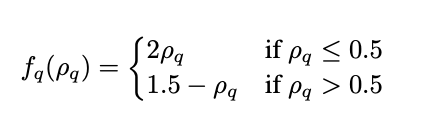 f_q(ρ_q) = { 2ρ_q if ρ_q ≤ 0.5
1.5 − ρ_q if ρ_q > 0.5